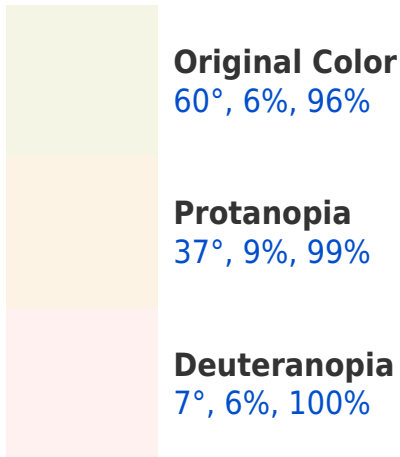 Original Color
60°, 6%, 96%
Protanopia
37°, 9%, 99%
Deuteranopia
7°, 6%, 100%